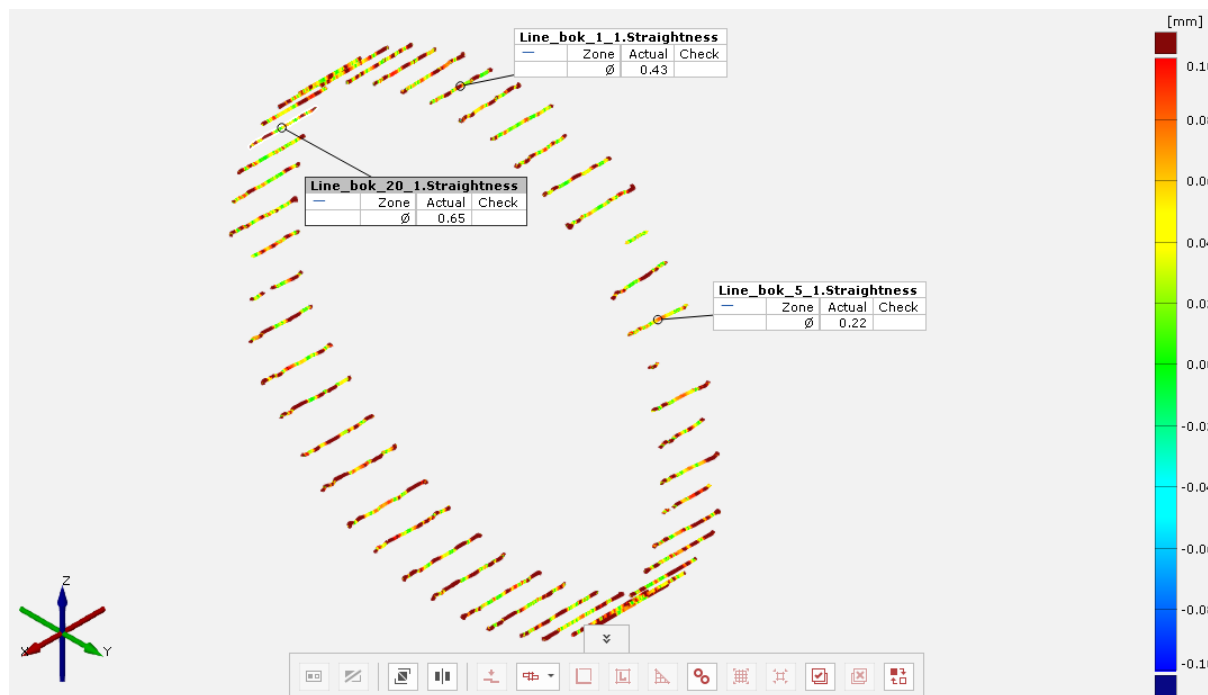 [mm]
Line_bok_1_1.Straightness
— Zone Actual Check
Ø 0.43
Line_bok_20_1.Straightness
— Zone Actual Check
Ø 0.65
Line_bok_5_1.Straightness
— Zone Actual Check
Ø 0.22
0.10
0.08
0.06
0.04
0.02
0.00
-0.02
-0.04
-0.06
-0.08
-0.10
Z
X
Y